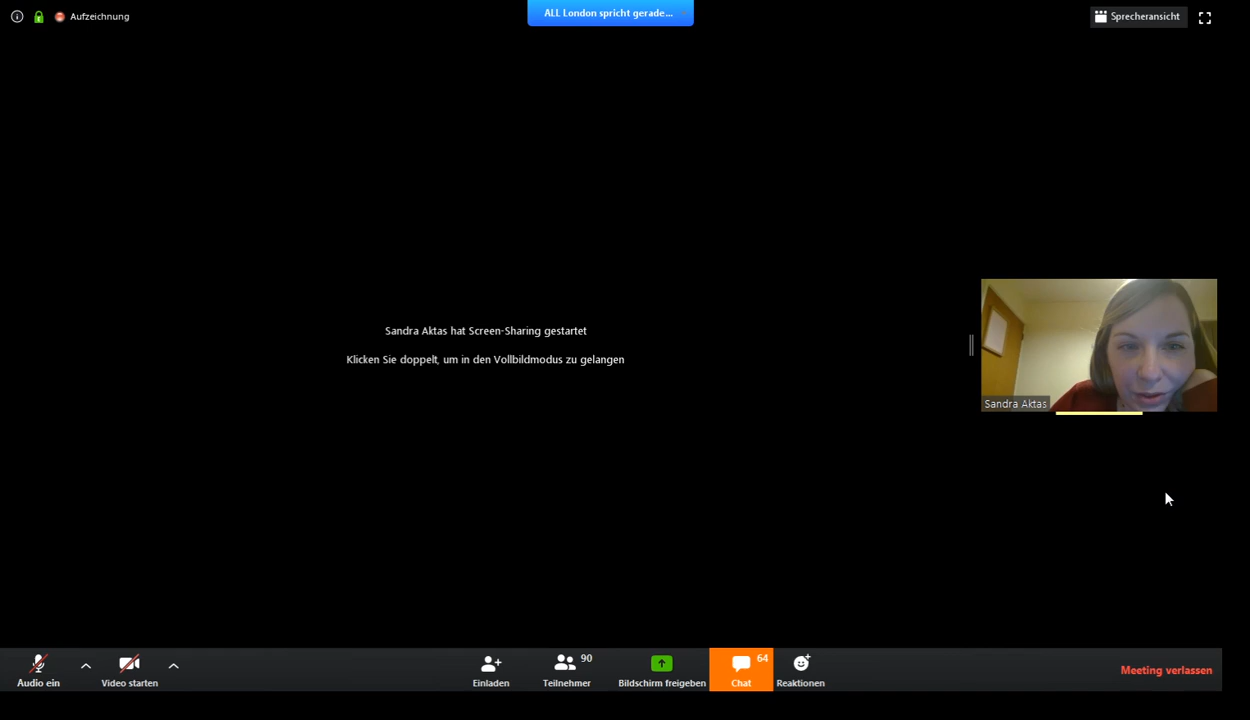 Aufzeichnung
ALL London spricht gerade...
Sprecheransicht
Sandra Aktas hat Screen-Sharing gestartet
Klicken Sie doppelt, um in den Vollbildmodus zu gelangen
Sandra Aktas
90
64
Audio ein
Video starten
Einladen
Teilnehmer
Bildschirm freigeben
Chat
Reaktionen
Meeting verlassen